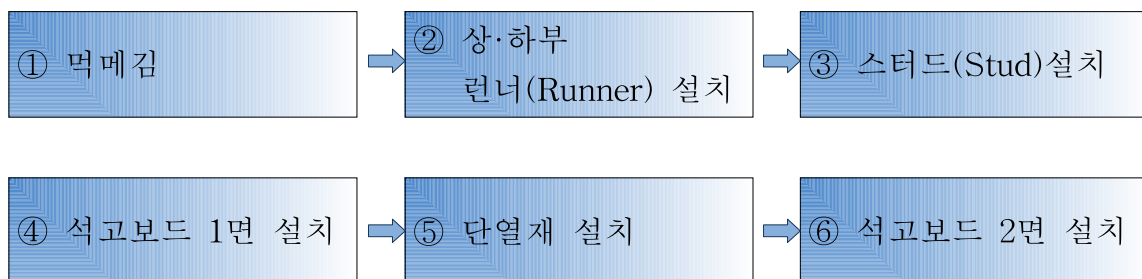 ① 먹메김
② 상·하부
런너(Runner) 설치
③ 스터드(Stud)설치
④ 석고보드 1면 설치
⑤ 단열재 설치
⑥ 석고보드 2면 설치